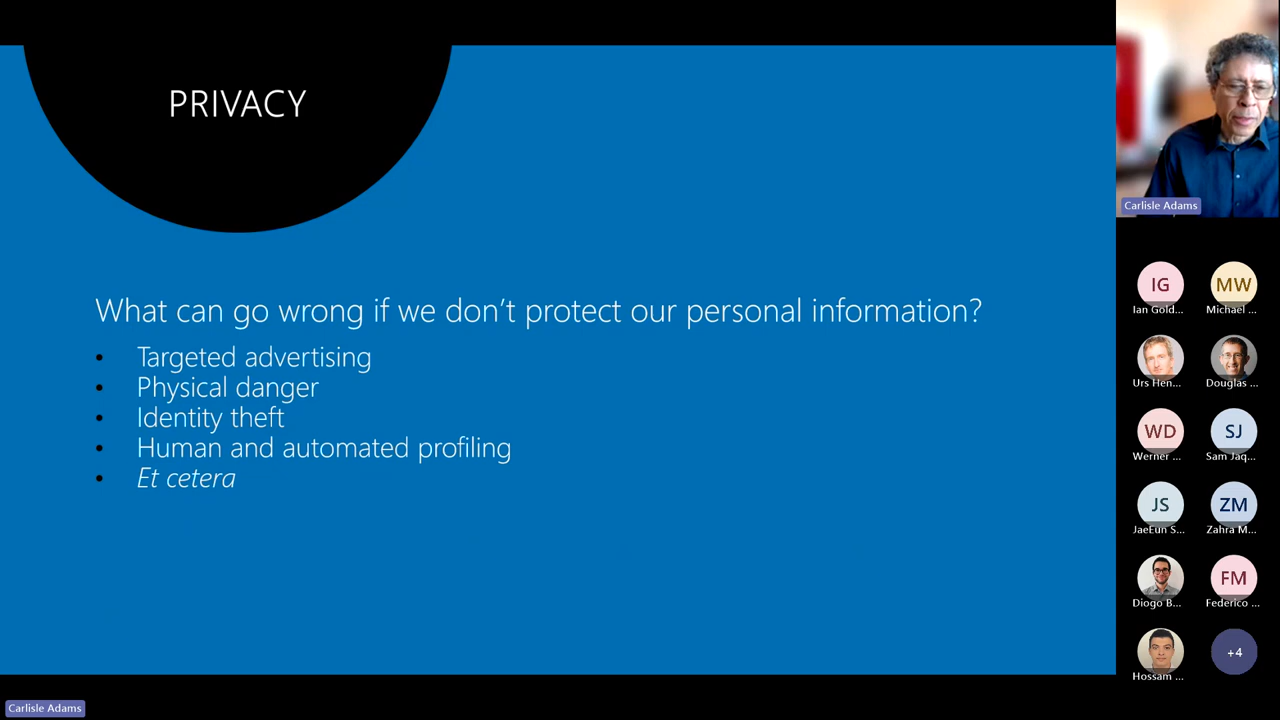 PRIVACY
What can go wrong if we don't protect our personal information?
• Targeted advertising
• Physical danger
• Identity theft
• Human and automated profiling
• Et cetera
Carlisle Adams
IG
MW
Ian Gold...
Michael ...
Urs Hen...
Douglas ...
WD
SJ
Werner ...
Sam Jaq...
JS
ZM
JaeEun S...
Zahra M...
FM
Diogo B...
Federico ...
Hossam ...
+4
Carlisle Adams